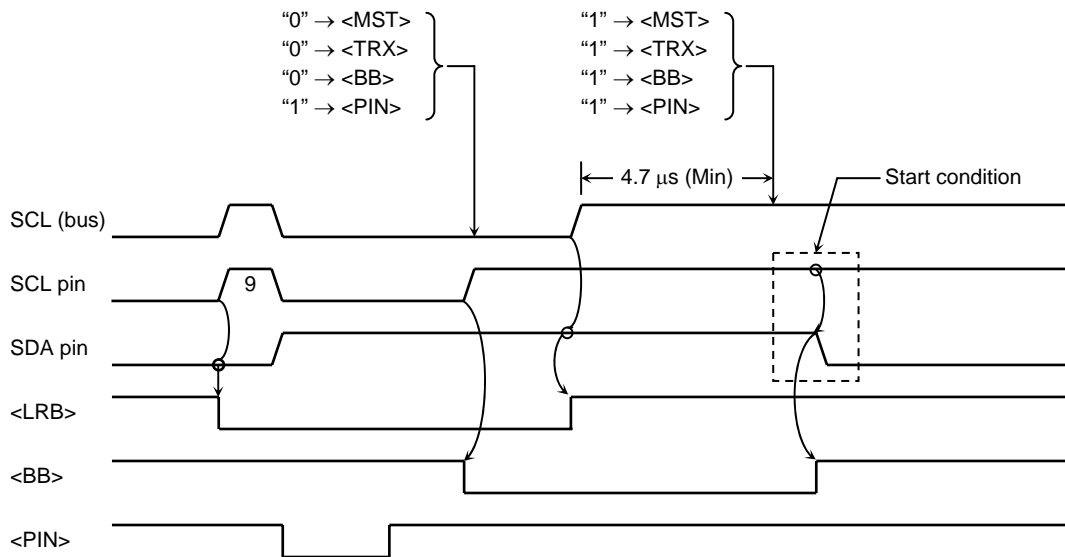 “0” → <MST>
“0” → <TRX>
“0” → <BB>
“1” → <PIN>
“1” → <MST>
“1” → <TRX>
“1” → <BB>
“1” → <PIN>
4.7 μs (Min)
Start condition
SCL (bus)
SCL pin
9
SDA pin
<LRB>
<BB>
<PIN>